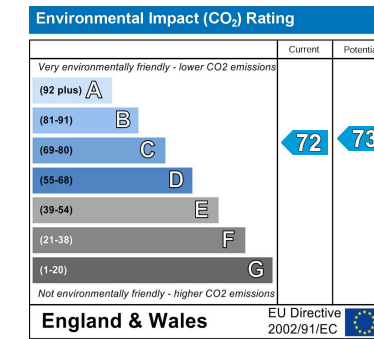 Environmental Impact (CO₂) Rating
Current Potentia
Very environmentally friendly - lower CO2 emissions
(92 plus) A
(81-91) B
(69-80) C
72 73
(55-68) D
(39-54) E
(21-38) F
(1-20) G
Not environmentally friendly - higher CO2 emissions
England & Wales
EU Directive
2002/91/EC